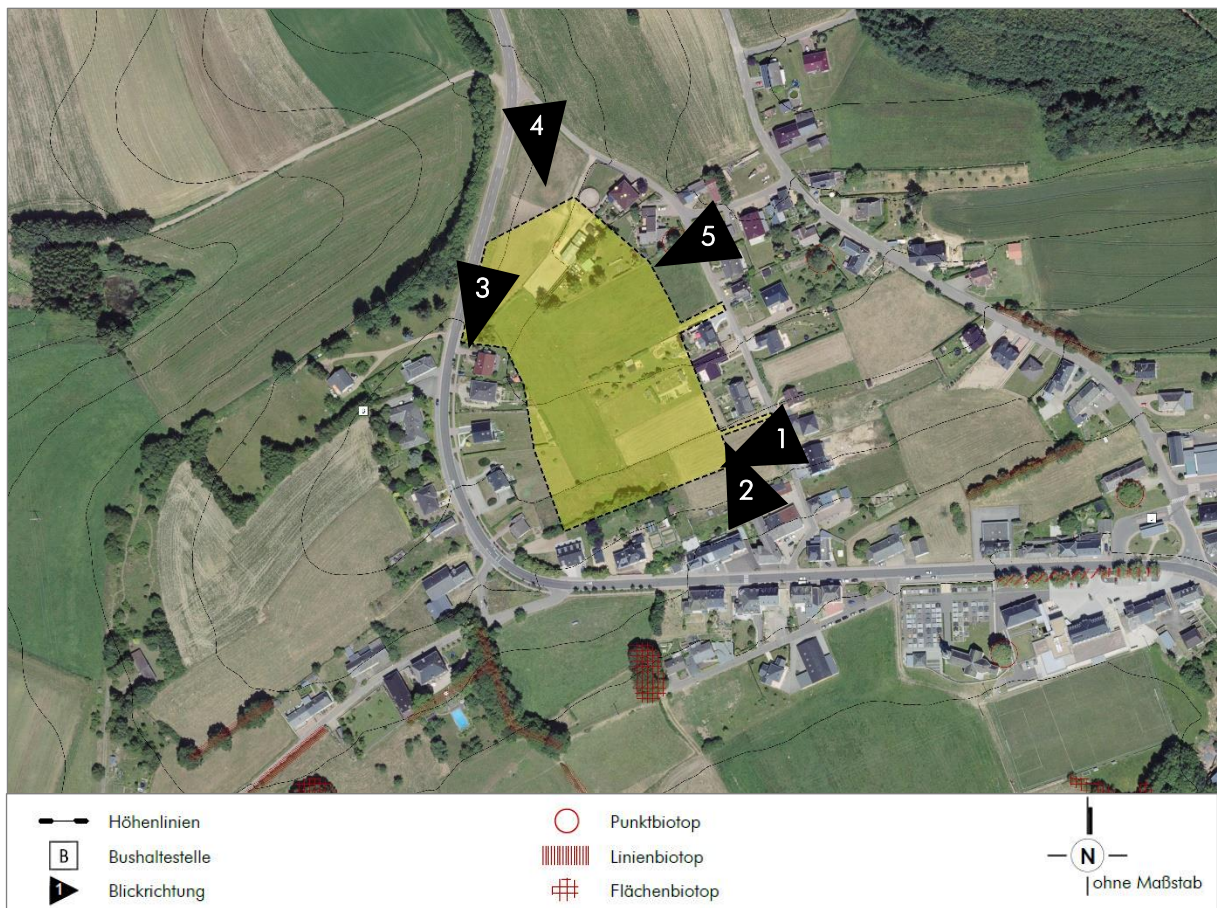 4
5
3
1
2
Höhenlinien
B Bushaltestelle
1 Blickrichtung
Punktbiotop
Linienbiotop
Flächenbiotop
N
ohne Maßstab